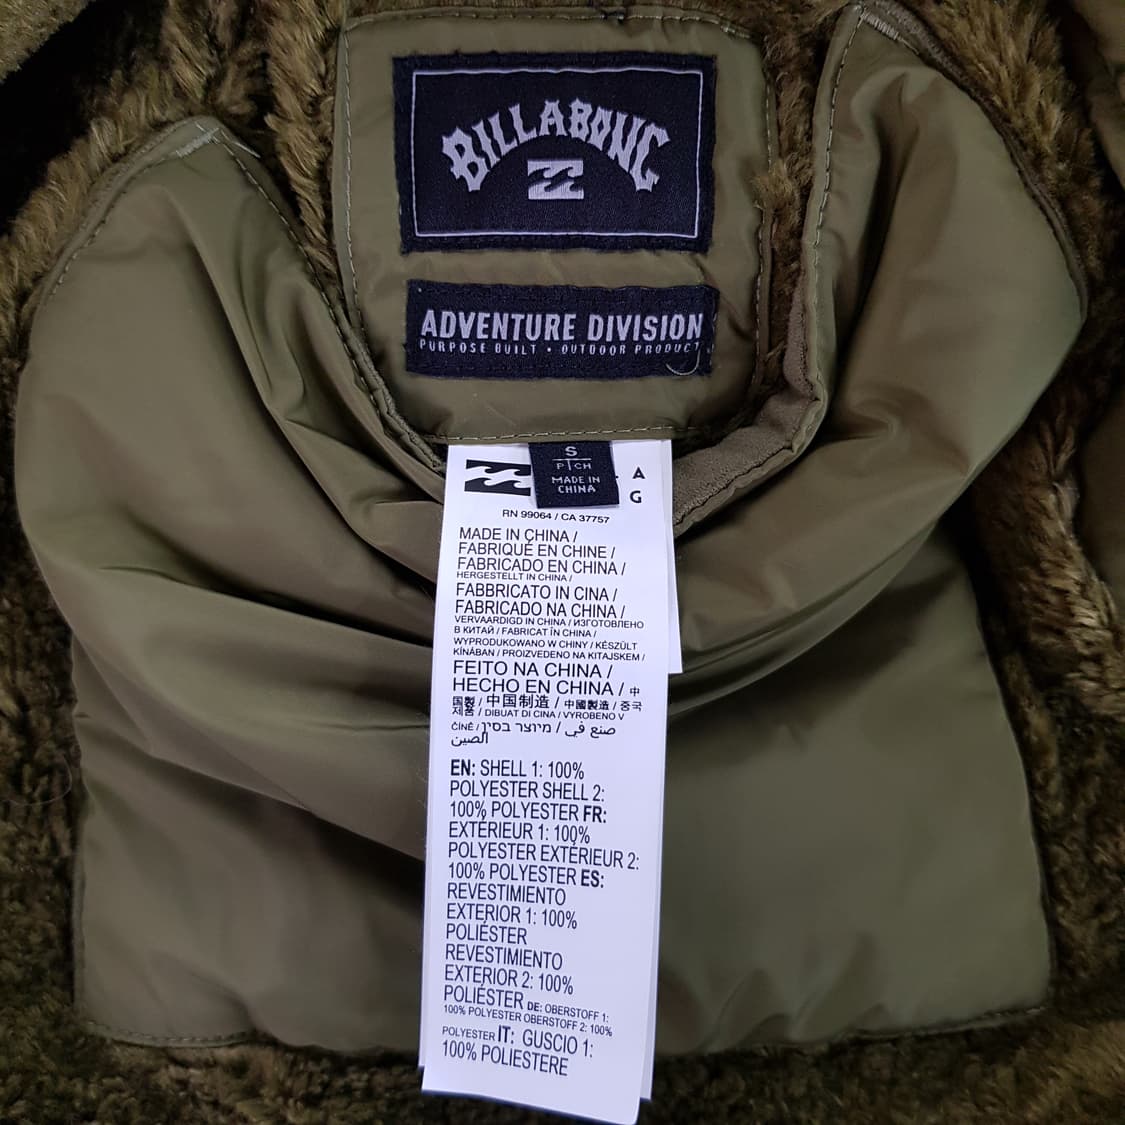 BILLABONG
ADVENTURE DIVISION
PURPOSE BUILT • OUTDOOR PRODUCT
S
P | CH
MADE IN
CHINA
A
G
RN 99064 / CA 37757
MADE IN CHINA /
FABRIQUÉ EN CHINE /
FABRICADO EN CHINA /
HERGESTELLT IN CHINA /
FABBRICATO IN CINA /
FABRICADO NA CHINA /
VERVAARDIGD IN CHINA / ИЗГОТОВЛЕНО
В КИТАЙ / FABRICAT ÎN CHINA /
WYPRODUKOWANO W CHINY / KÉSZÜLT
KÍNÁBAN / PROIZVEDENO NA KITAJSKEM /
FEITO NA CHINA /
HECHO EN CHINA / 中
国製 / 中国制造 / 中國製造 / 중국
제품 / DIBUAT DI CINA / VYROBENO V
ČÍNĚ / מיוצר בסין / صنع في
الصين
EN: SHELL 1: 100%
POLYESTER SHELL 2:
100% POLYESTER FR:
EXTÉRIEUR 1: 100%
POLYESTER EXTÉRIEUR 2:
100% POLYESTER ES:
REVESTIMIENTO
EXTERIOR 1: 100%
POLIÉSTER
REVESTIMIENTO
EXTERIOR 2: 100%
POLIÉSTER DE: OBERSTOFF 1:
100% POLYESTER OBERSTOFF 2: 100%
POLYESTER IT: GUSCIO 1:
100% POLIESTERE